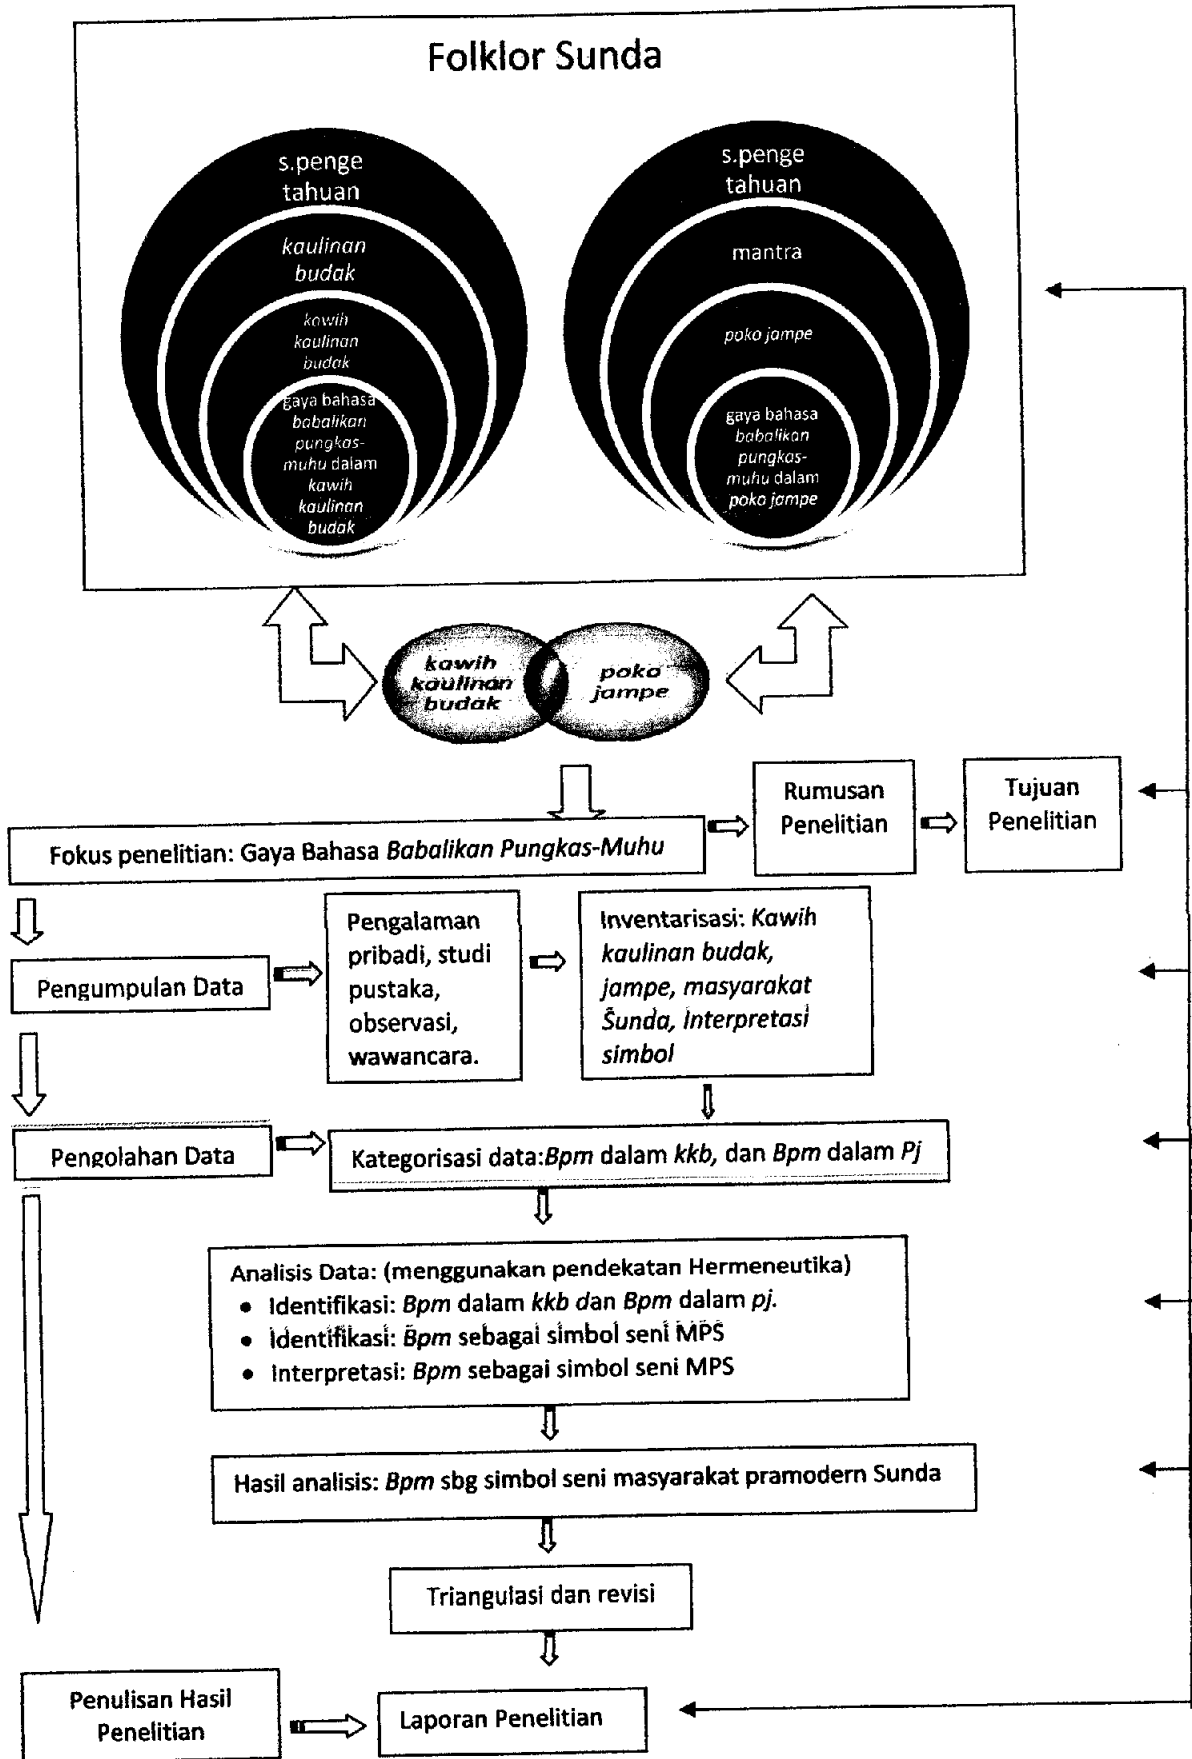 Folklor Sunda
s.penge
tahuan
kaulinan
budak
kawih
kaulinan
budak
gaya bahasa
babalikan
pungkas-
muhu dalam
kawih
kaulinan
budak
s.penge
tahuan
mantra
poko jampe
gaya bahasa
babalikan
pungkas-
muhu dalam
poko jampe
kawih
kaulinan
budak
poko
jampe
Fokus penelitian: Gaya Bahasa Babalikan Pungkas-Muhu
Rumusan
Penelitian
Tujuan
Penelitian
Pengumpulan Data
Pengalaman
pribadi, studi
pustaka,
observasi,
wawancara.
Inventarisasi: Kawih
kaulinan budak,
jampe, masyarakat
Sunda, Interpretasi
simbol
Pengolahan Data
Kategorisasi data:Bpm dalam kkb, dan Bpm dalam Pj
Analisis Data: (menggunakan pendekatan Hermeneutika)
• Identifikasi: Bpm dalam kkb dan Bpm dalam pj.
• Identifikasi: Bpm sebagai simbol seni MPS
• Interpretasi: Bpm sebagai simbol seni MPS
Hasil analisis: Bpm sbg simbol seni masyarakat pramodern Sunda
Triangulasi dan revisi
Penulisan Hasil
Penelitian
Laporan Penelitian